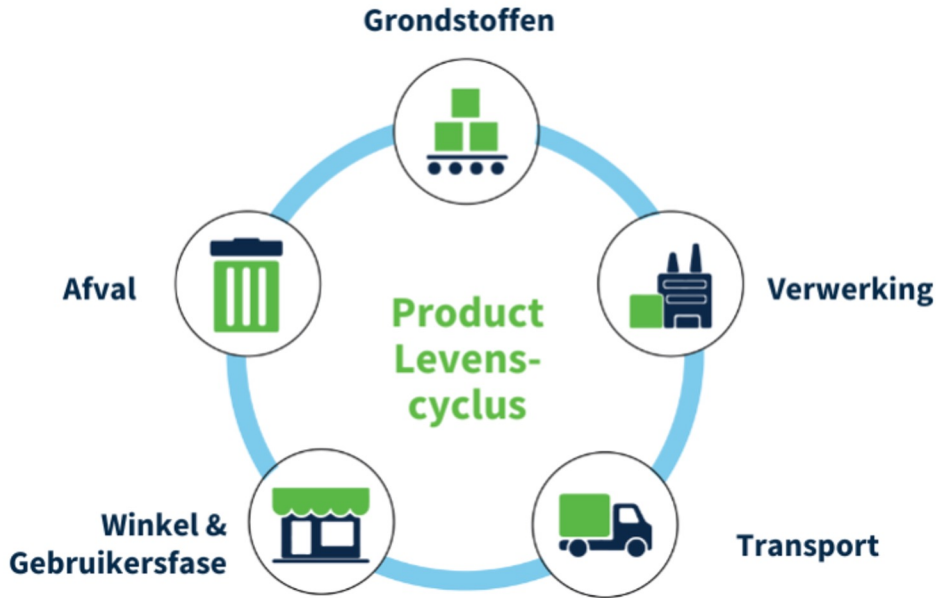 Grondstoffen
Verwerking
Transport
Winkel &
Gebruikersfase
Afval
Product
Levens-
cyclus